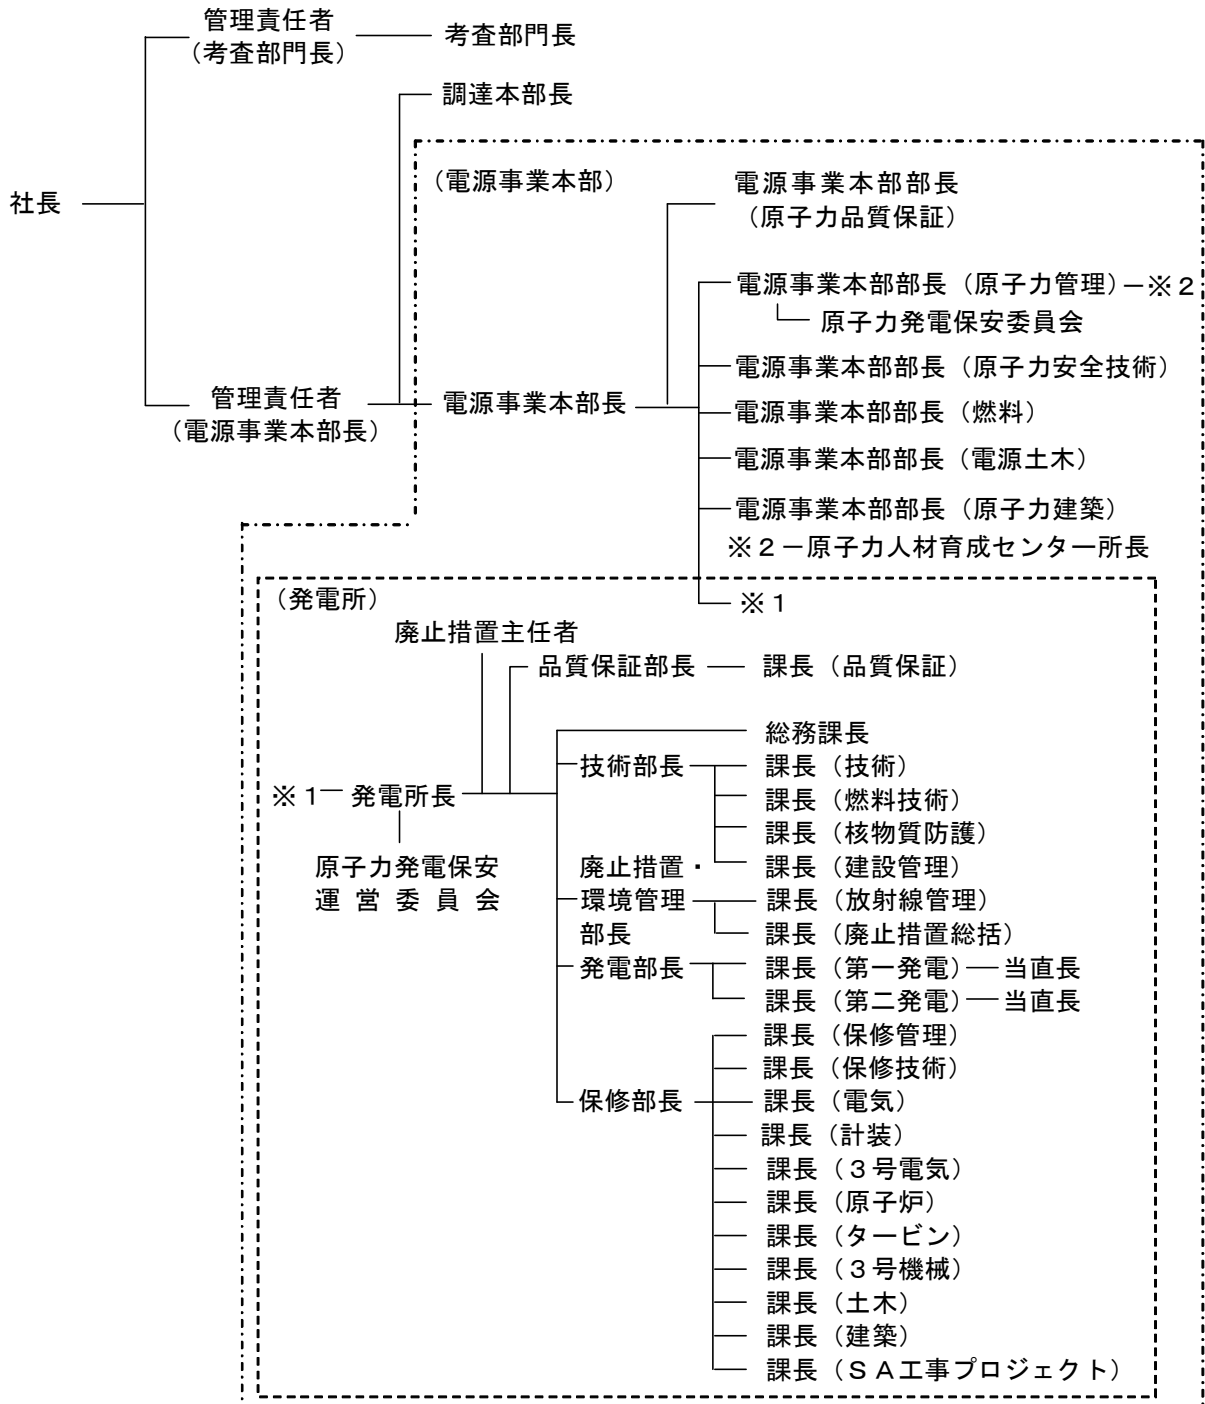 管理責任者
（考査部門長）
考査部門長
調達本部長
社長
（電源事業本部）
電源事業本部部長
（原子力品質保証）
電源事業本部部長（原子力管理）－※２
原子力発電保安委員会
電源事業本部部長（原子力安全技術）
管理責任者
（電源事業本部長）
電源事業本部長
電源事業本部部長（燃料）
電源事業本部部長（電源土木）
電源事業本部部長（原子力建築）
※２－原子力人材育成センター所長
※１
（発電所）
廃止措置主任者
品質保証部長
課長（品質保証）
総務課長
技術部長
課長（技術）
※１
発電所長
課長（燃料技術）
課長（核物質防護）
原子力発電保安
運営委員会
課長（建設管理）
廃止措置・
環境管理
部長
課長（放射線管理）
課長（廃止措置総括）
発電部長
課長（第一発電）
当直長
課長（第二発電）
当直長
課長（保修管理）
課長（保修技術）
保修部長
課長（電気）
課長（計装）
課長（３号電気）
課長（原子炉）
課長（タービン）
課長（３号機械）
課長（土木）
課長（建築）
課長（ＳＡ工事プロジェクト）